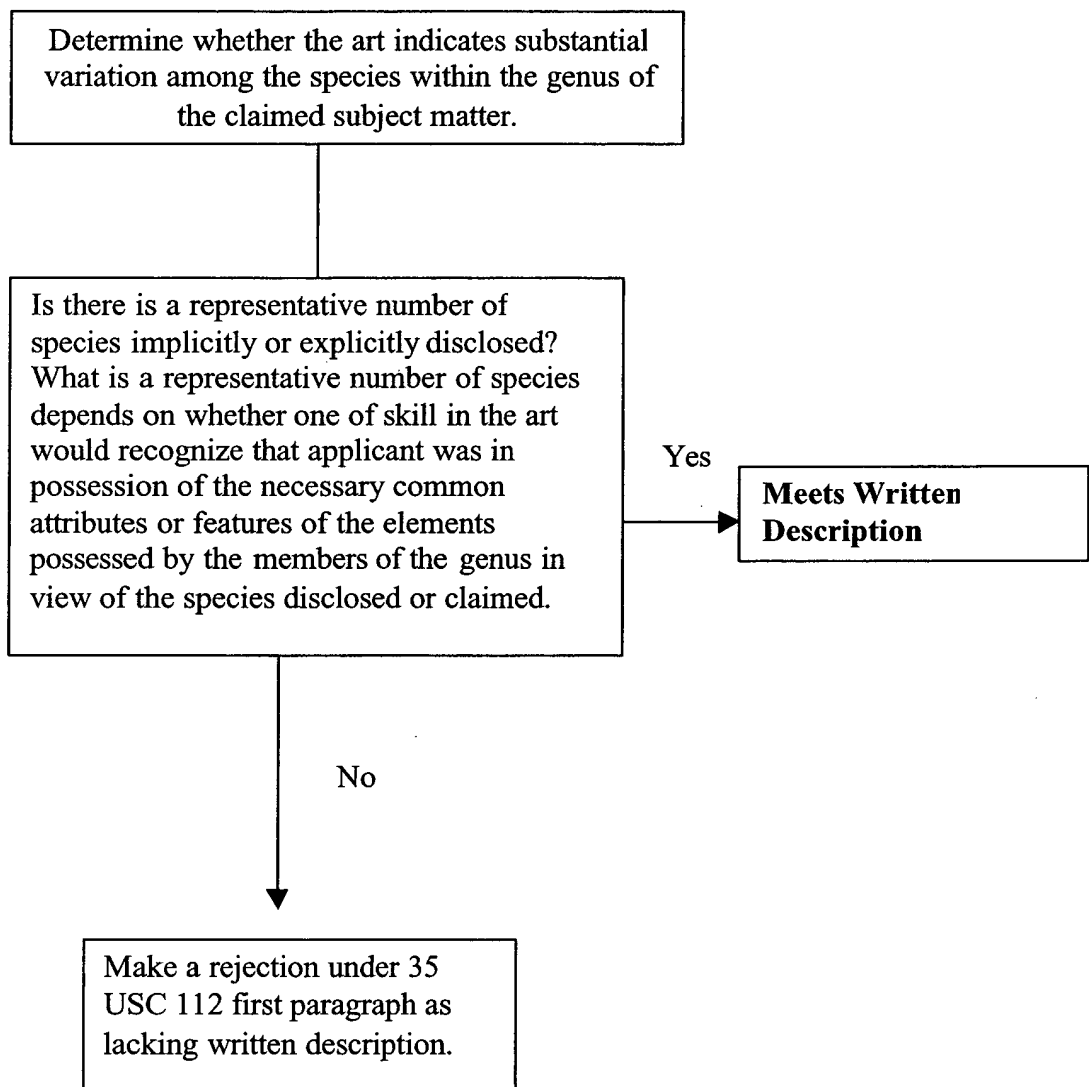 Determine whether the art indicates substantial
variation among the species within the genus of
the claimed subject matter.
Is there is a representative number of
species implicitly or explicitly disclosed?
What is a representative number of species
depends on whether one of skill in the art
would recognize that applicant was in
possession of the necessary common
attributes or features of the elements
possessed by the members of the genus in
view of the species disclosed or claimed.
Yes
Meets Written
Description
No
Make a rejection under 35
USC 112 first paragraph as
lacking written description.